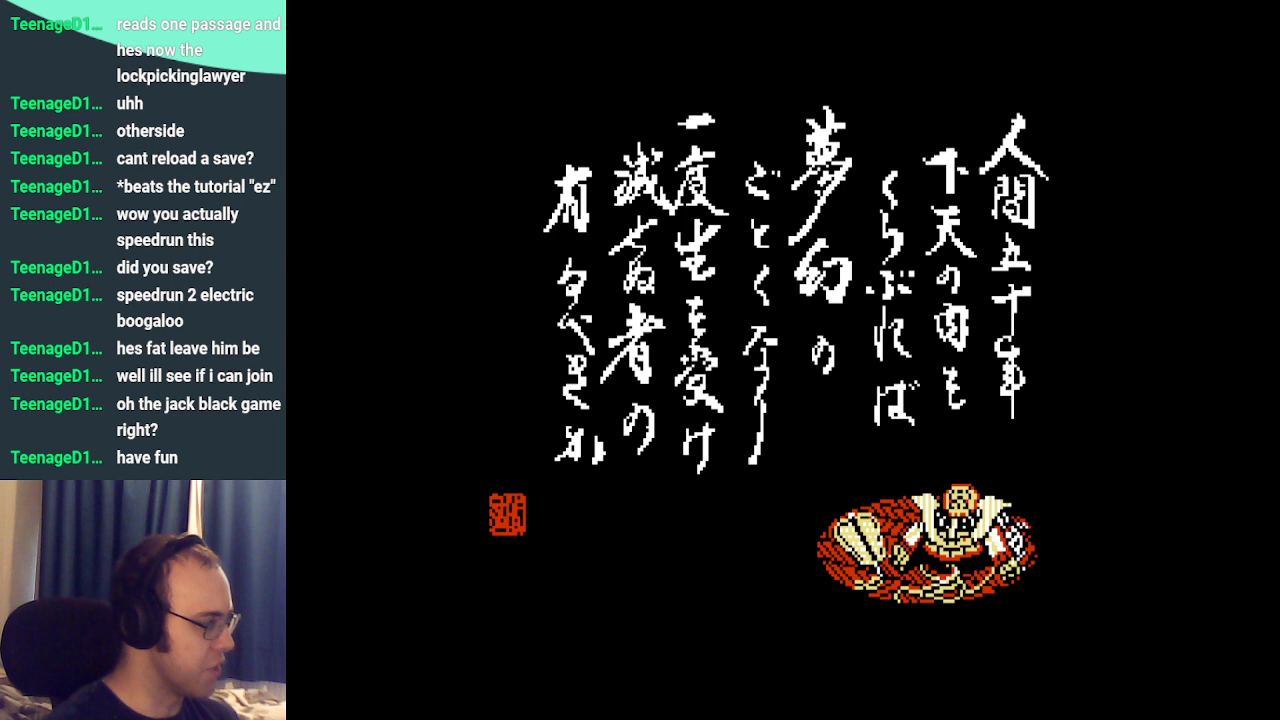 TeenageD1… reads one passage and
hes now the
lockpickinglawyer
TeenageD1… uhh
TeenageD1… otherside
TeenageD1… cant reload a save?
TeenageD1… *beats the tutorial "ez"
TeenageD1… wow you actually
speedrun this
TeenageD1… did you save?
TeenageD1… speedrun 2 electric
boogaloo
TeenageD1… hes fat leave him be
TeenageD1… well ill see if i can join
TeenageD1… oh the jack black game
right?
TeenageD1… have fun
人間五十年
下天の内を
くらぶれば
夢幻の
ごとくなり
一度生を受け
滅せぬ者の
有るべきか